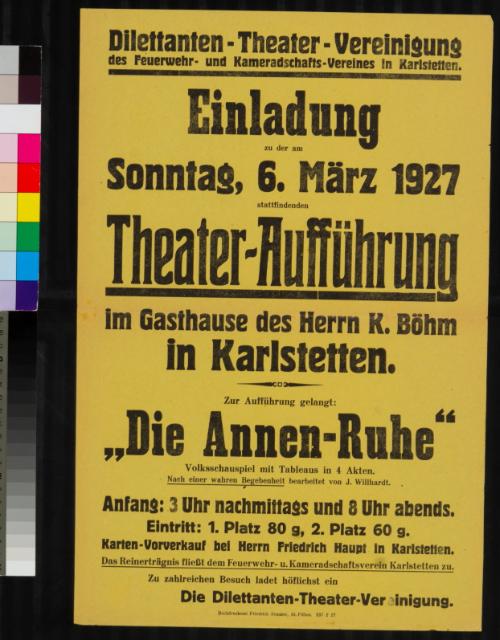 Dilettanten-Theater-Vereinigung
des Feuerwehr- und Kameradschafts-Vereines in Karlstetten.
Einladung
zu der am
Sonntag, 6. März 1927
stattfindenden
Theater-Aufführung
im Gasthause des Herrn K. Böhm
in Karlstetten.
Zur Aufführung gelangt:
„Die Annen-Ruhe“
Volksschauspiel mit Tableaus in 4 Akten.
Nach einer wahren Begebenheit bearbeitet von J. Willhardt.
Anfang: 3 Uhr nachmittags und 8 Uhr abends.
Eintritt: 1. Platz 80 g, 2. Platz 60 g.
Karten-Vorverkauf bei Herrn Friedrich Haupt in Karlstetten.
Das Reinerträgnis fließt dem Feuerwehr- u. Kameradschaftsverein Karlstetten zu.
Zu zahlreichen Besuch ladet höflichst ein
Die Dilettanten-Theater-Vereinigung.
Buchdruckerei Friedrich St.-Pölten.